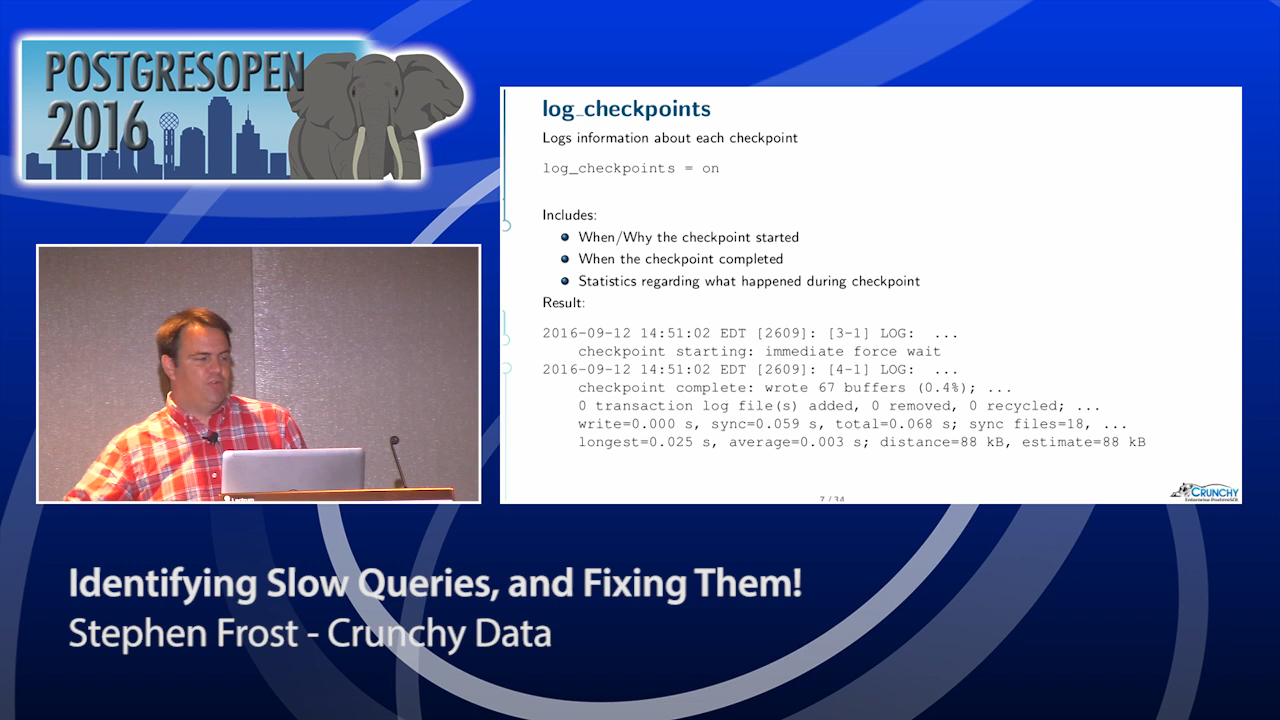 POSTGRESOPEN
2016
log_checkpoints
Logs information about each checkpoint
log_checkpoints = on
Includes:
When/Why the checkpoint started
When the checkpoint completed
Statistics regarding what happened during checkpoint
Result:
2016-09-12 14:51:02 EDT [2609]: [3-1] LOG: ...
checkpoint starting: immediate force wait
2016-09-12 14:51:02 EDT [2609]: [4-1] LOG: ...
checkpoint complete: wrote 67 buffers (0.4%); ...
0 transaction log file(s) added, 0 removed, 0 recycled; ...
write=0.000 s, sync=0.059 s, total=0.068 s; sync files=18, ...
longest=0.025 s, average=0.003 s; distance=88 kB, estimate=88 kB
7 / 34
CRUNCHY
Enterprise PostgreSQL
Identifying Slow Queries, and Fixing Them!
Stephen Frost - Crunchy Data